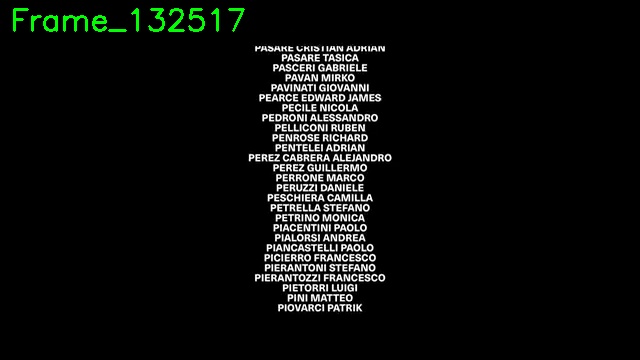 Frame_132517
PASARE CRISTIAN ADRIAN
PASARE TASICA
PASCERI GABRIELE
PAVAN MIRKO
PAVINATI GIOVANNI
PEARCE EDWARD JAMES
PECILE NICOLA
PEDRONI ALESSANDRO
PELLICONI RUBEN
PENROSE RICHARD
PENTELEI ADRIAN
PEREZ CABRERA ALEJANDRO
PEREZ GUILLERMO
PERRONE MARCO
PERUZZI DANIELE
PESCHIERA CAMILLA
PETRELLA STEFANO
PETRINO MONICA
PIACENTINI PAOLO
PIALORSI ANDREA
PIANCASTELLI PAOLO
PICIERRO FRANCESCO
PIERANTONI STEFANO
PIERANTOZZI FRANCESCO
PIETORRI LUIGI
PINI MATTEO
PIOVARCI PATRIK